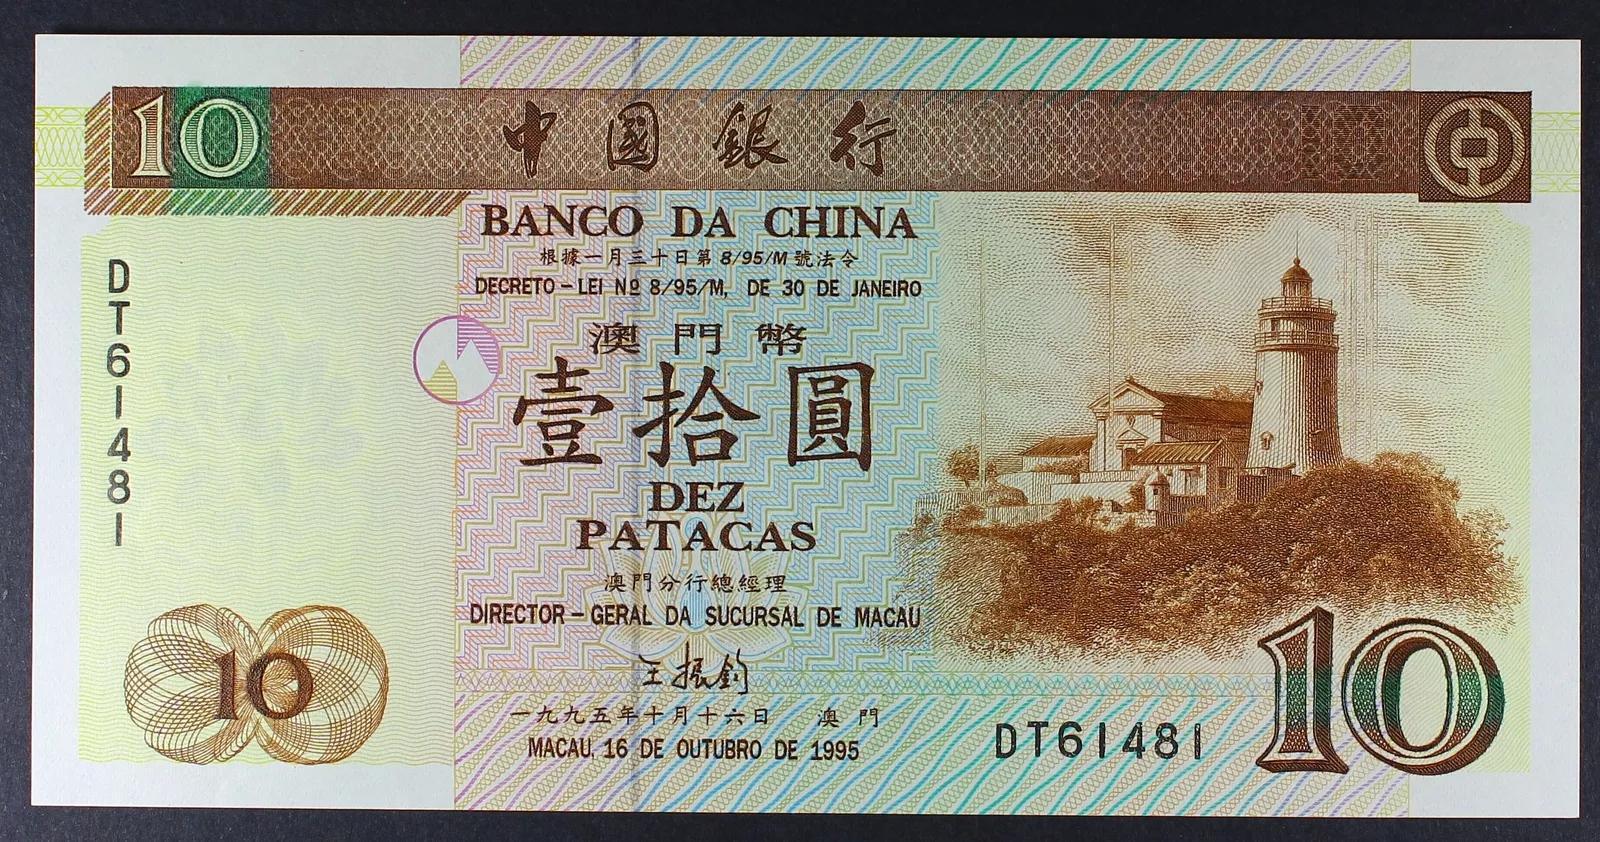 10 中國銀行
BANCO DA CHINA
根據一月三十日第 8/95/M 號法令
DECRETO-LEI Nº 8/95/M, DE 30 DE JANEIRO
澳門幣
壹拾圓
DEZ
PATACAS
澳門分行總經理
DIRECTOR-GERAL DA SUCURSAL DE MACAU
王振鈞
一九九五年十月十六日 澳門
MACAU, 16 DE OUTUBRO DE 1995
DT61481
DT61481
10
10